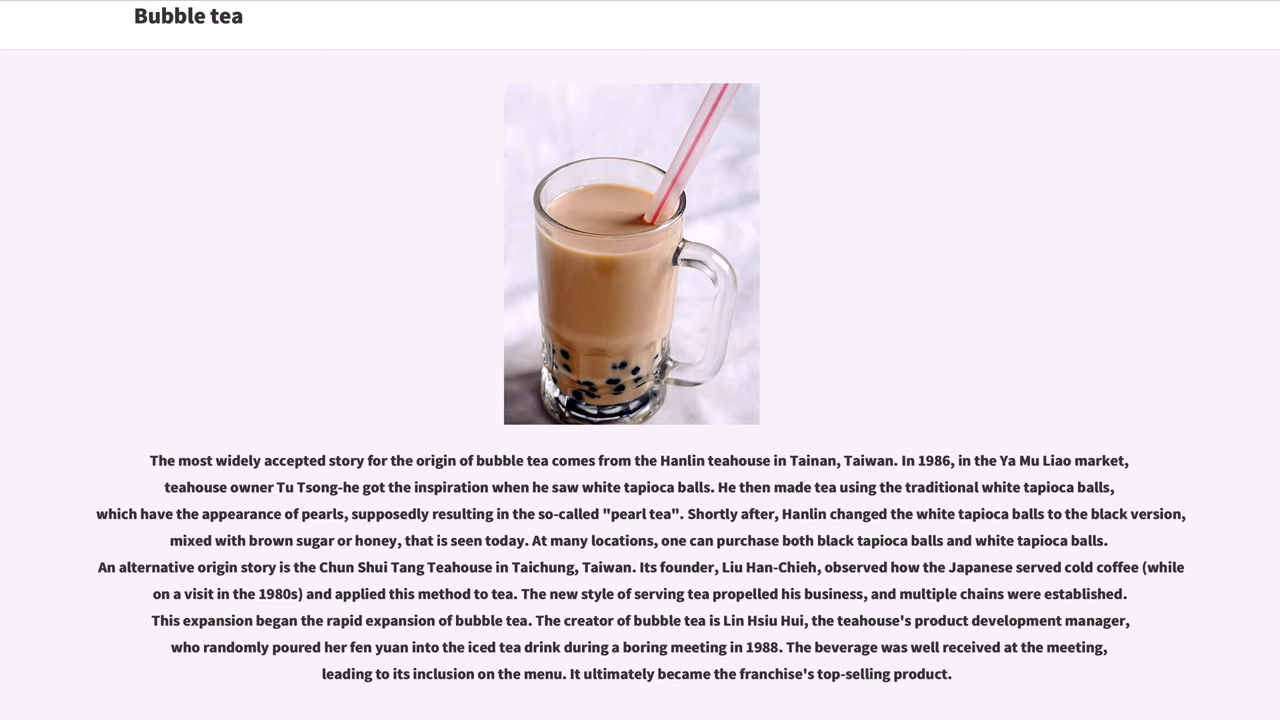 Bubble tea
The most widely accepted story for the origin of bubble tea comes from the Hanlin teahouse in Tainan, Taiwan. In 1986, in the Ya Mu Liao market,
teahouse owner Tu Tsong-he got the inspiration when he saw white tapioca balls. He then made tea using the traditional white tapioca balls,
which have the appearance of pearls, supposedly resulting in the so-called "pearl tea". Shortly after, Hanlin changed the white tapioca balls to the black version,
mixed with brown sugar or honey, that is seen today. At many locations, one can purchase both black tapioca balls and white tapioca balls.
An alternative origin story is the Chun Shui Tang Teahouse in Taichung, Taiwan. Its founder, Liu Han-Chieh, observed how the Japanese served cold coffee (while
on a visit in the 1980s) and applied this method to tea. The new style of serving tea propelled his business, and multiple chains were established.
This expansion began the rapid expansion of bubble tea. The creator of bubble tea is Lin Hsiu Hui, the teahouse's product development manager,
who randomly poured her fen yuan into the iced tea drink during a boring meeting in 1988. The beverage was well received at the meeting,
leading to its inclusion on the menu. It ultimately became the franchise's top-selling product.